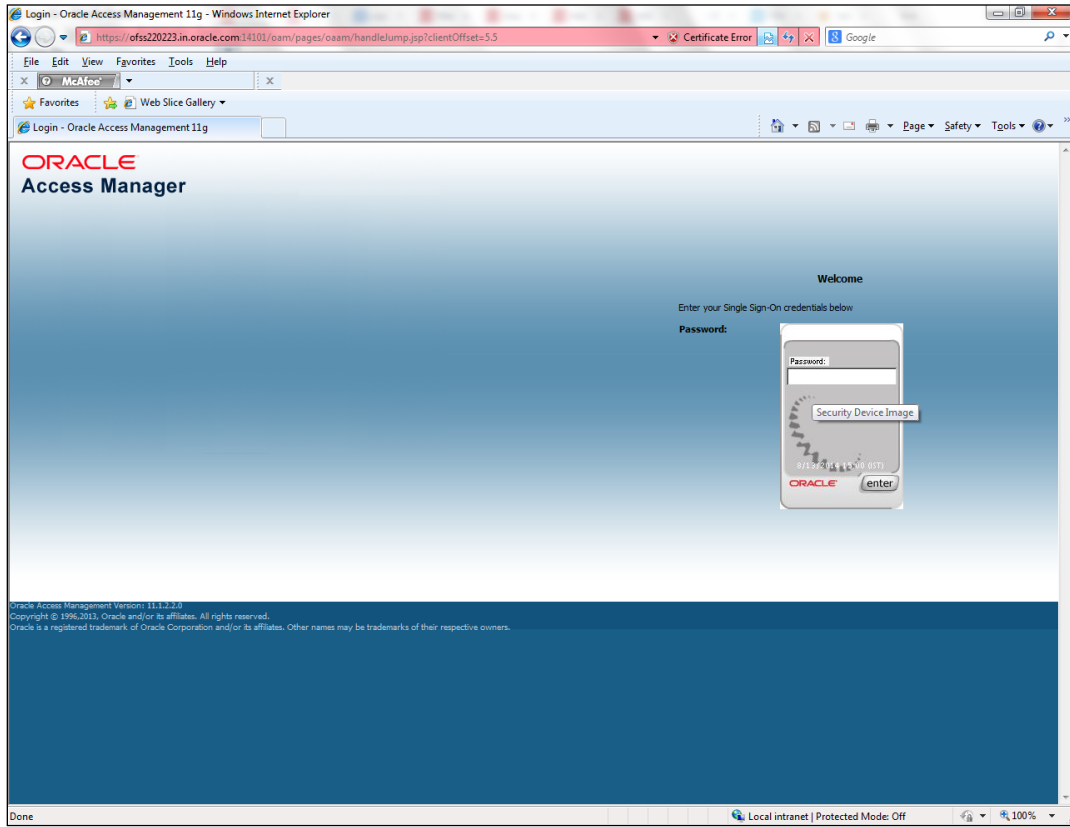 Login - Oracle Access Management 11g - Windows Internet Explorer
https://ofss220223.in.oracle.com:14101/oam/pages/oaam/handleJump.jsp?clientOffset=5.5
Certificate Error
Google
File Edit View Favorites Tools Help
x McAfee x
Favorites Web Slice Gallery
Login - Oracle Access Management 11g
Page Safety Tools
ORACLE
Access Manager
Welcome
Enter your Single Sign-On credentials below
Password:
Password:
Security Device Image
(IST)
ORACLE enter
Oracle Access Management Version: 11.1.2.2.0
Copyright © 1996,2013, Oracle and/or its affiliates. All rights reserved.
Oracle is a registered trademark of Oracle Corporation and/or its affiliates. Other names may be trademarks of their respective owners.
Done
Local intranet | Protected Mode: Off
100%